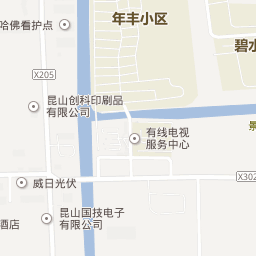 年丰小区
哈佛看护点
碧水
X205
昆山创科印刷品
有限公司
有线电视
服务中心
景
威日光伏
X302
昆山国技电子
有限公司
酒店